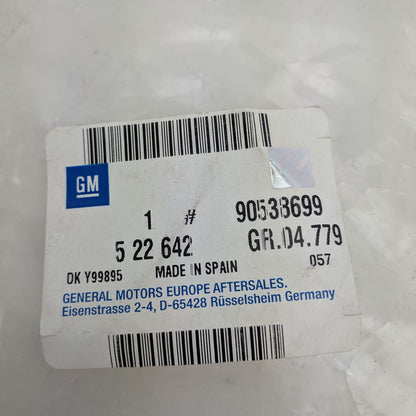 GM
1 # 90538699
5 22 642 GR.04.779
DK Y99895 MADE IN SPAIN 057
GENERAL MOTORS EUROPE AFTERSALES.
Eisenstrasse 2-4, D-65428 Rüsselsheim Germany